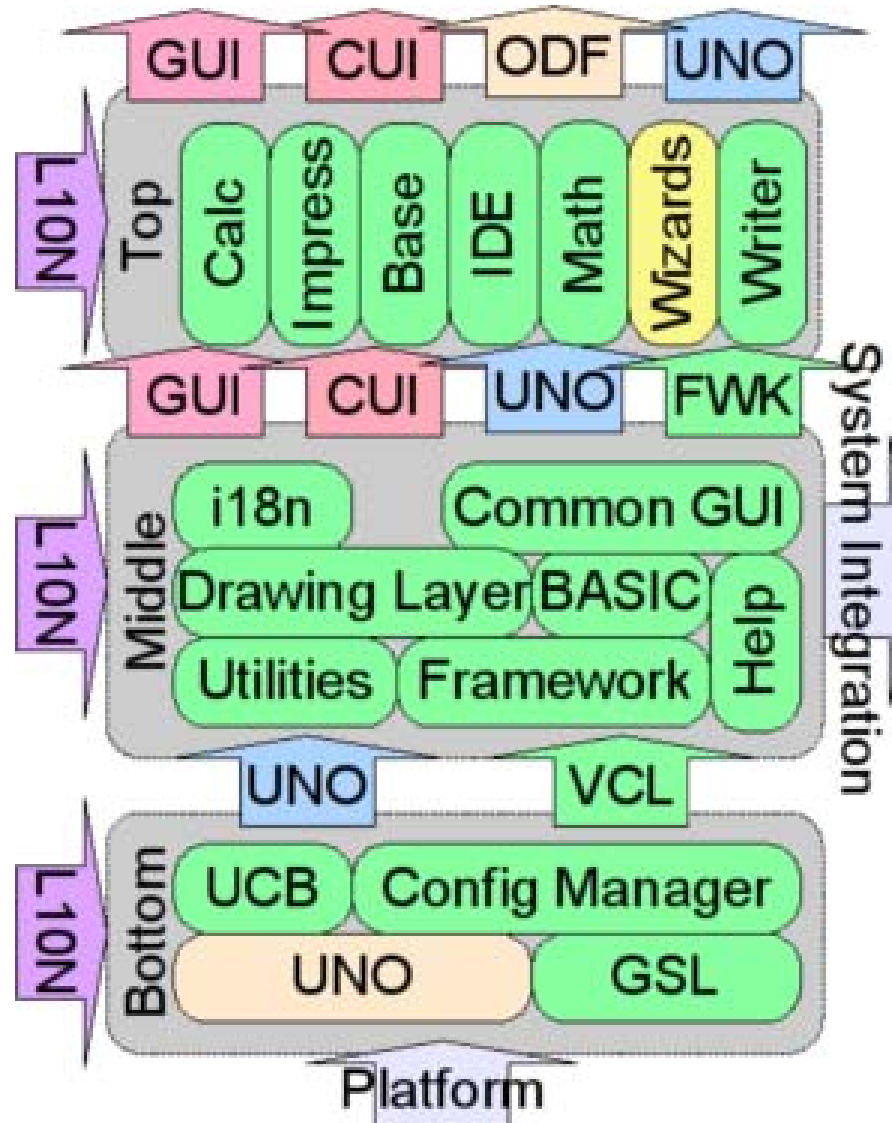 GUI CUI ODF UNO
L10N
Top
Calc
Impress
Base
IDE
Math
Wizards
Writer
GUI CUI UNO FWK
System Integration
L10N
Middle
i18n Common GUI
Drawing Layer BASIC
Help
Utilities Framework
UNO VCL
L10N
Bottom
UCB Config Manager
UNO GSL
Platform